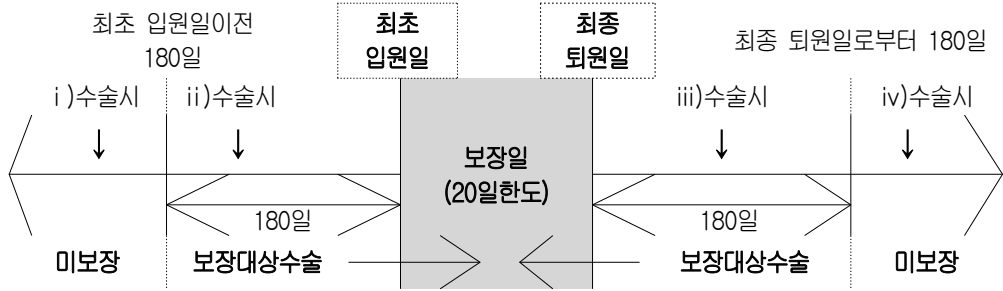 최초 입원일이전
180일
최초
입원일
최종
퇴원일
최종 퇴원일로부터 180일
ⅰ)수술시
ⅱ)수술시
ⅲ)수술시
ⅳ)수술시
보장일
(20일한도)
180일
180일
미보장
보장대상수술
보장대상수술
미보장